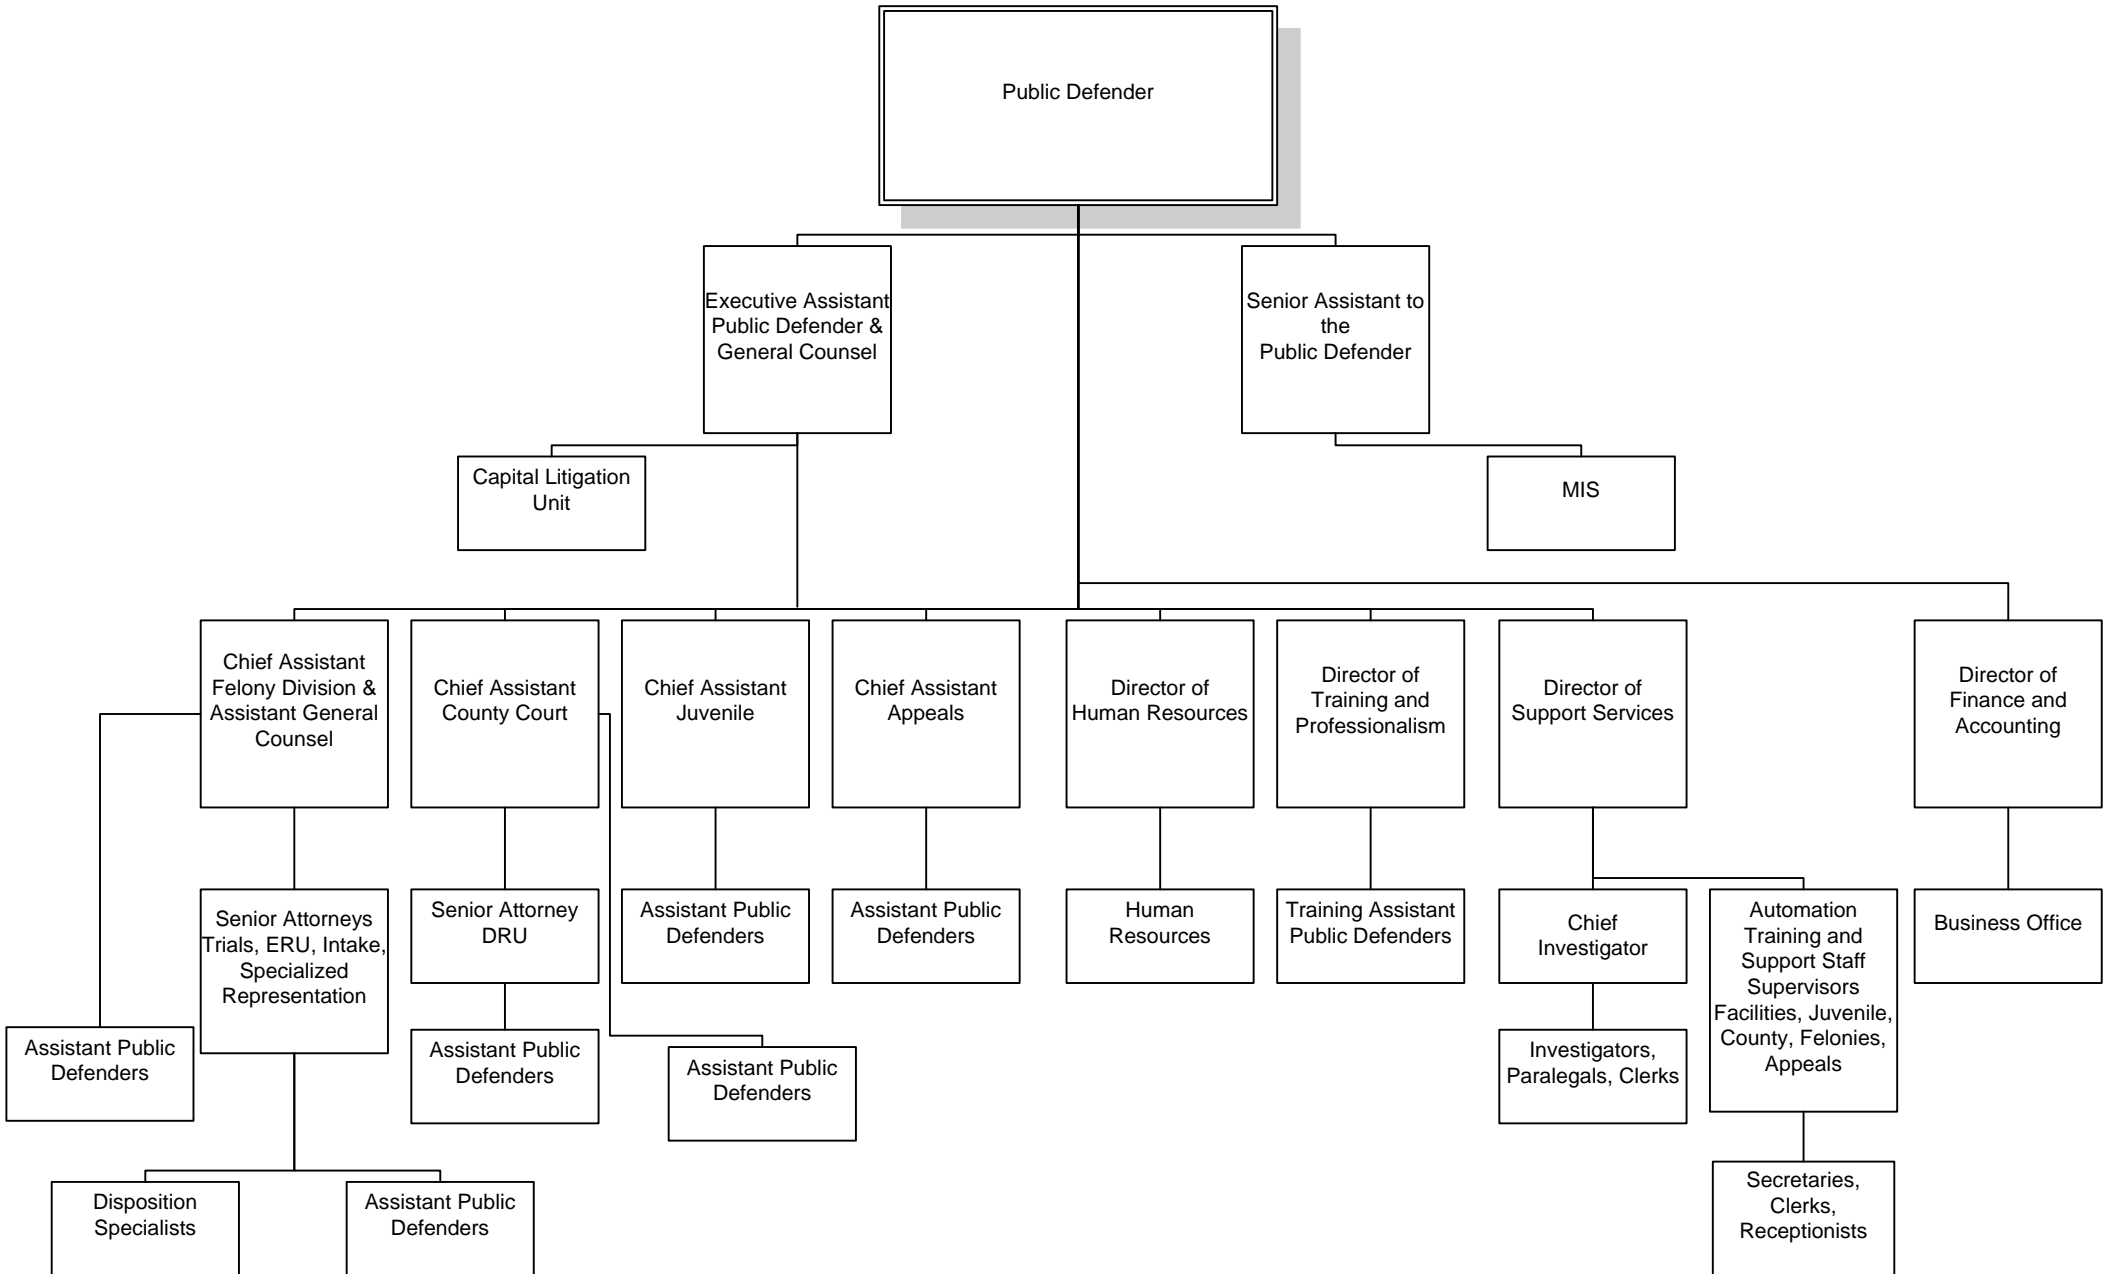 Public Defender
Executive Assistant
Public Defender &
General Counsel
Senior Assistant to
the
Public Defender
Capital Litigation
Unit
MIS
Chief Assistant
Felony Division &
Assistant General
Counsel
Chief Assistant
County Court
Chief Assistant
Juvenile
Chief Assistant
Appeals
Director of
Human Resources
Director of
Training and
Professionalism
Director of
Support Services
Director of
Finance and
Accounting
Senior Attorneys
Trials, ERU, Intake,
Specialized
Representation
Senior Attorney
DRU
Assistant Public
Defenders
Assistant Public
Defenders
Human
Resources
Training Assistant
Public Defenders
Chief
Investigator
Automation
Training and
Support Staff
Supervisors
Facilities, Juvenile,
County, Felonies,
Appeals
Business Office
Assistant Public
Defenders
Assistant Public
Defenders
Assistant Public
Defenders
Investigators,
Paralegals, Clerks
Disposition
Specialists
Assistant Public
Defenders
Secretaries,
Clerks,
Receptionists